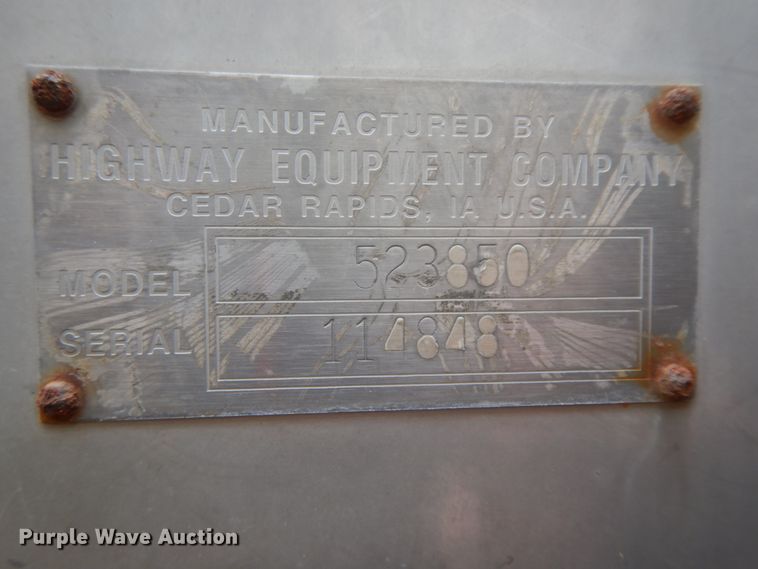 MANUFACTURED BY
HIGHWAY EQUIPMENT COMPANY
CEDAR RAPIDS, IA U.S.A.
MODEL 523850
SERIAL 114848
Purple Wave Auction